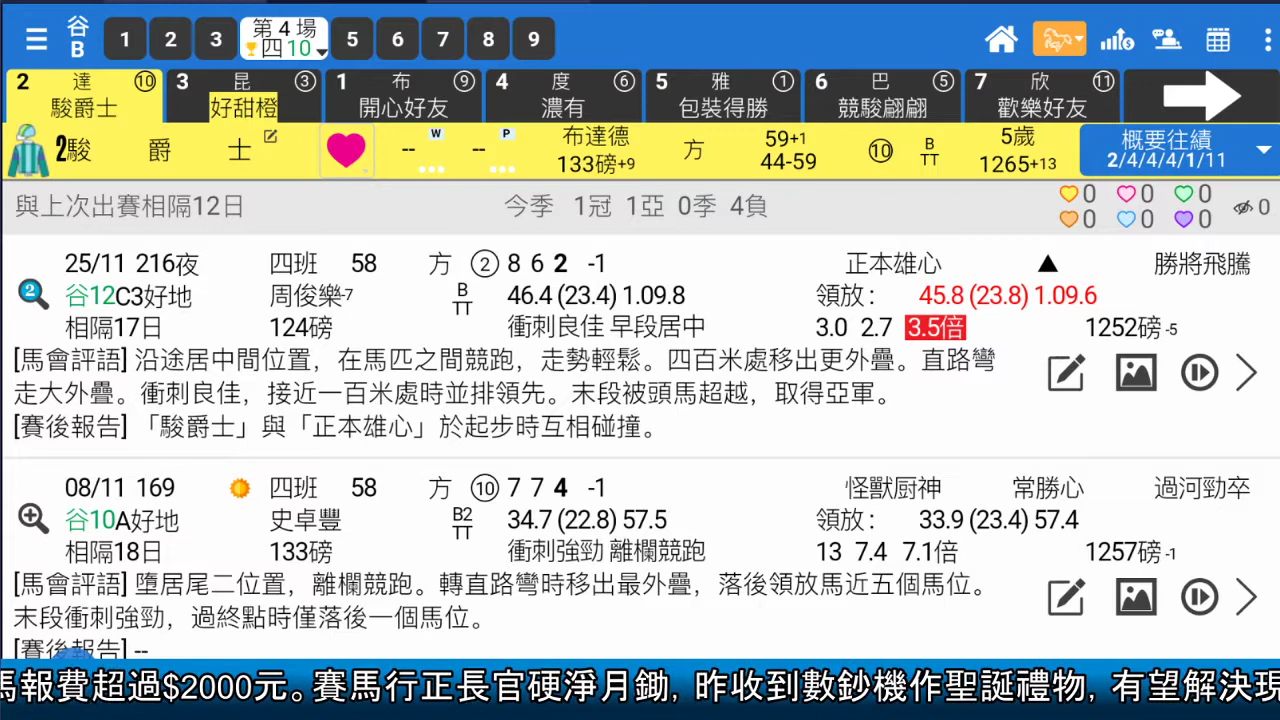 谷 B 1 2 3 第 4 場 四10 5 6 7 8 9
2 達 10 駿爵士
3 昆 3 好甜橙
1 布 9 開心好友
4 度 6 濃有
5 雅 1 包裝得勝
6 巴 5 競駿翩翩
7 欣 11 歡樂好友
2駿爵士 -- W -- P 布達德 133磅+9 方 59+1 44-59 10 B TT 5歲 1265+13 概要往績 2/4/4/4/1/11
與上次出賽相隔12日 今季 1冠 1亞 0季 4負 0 0 0 0 0 0 0
25/11 216夜 四班 58 方 2 8 6 2 -1 正本雄心 ▲ 勝將飛騰
2 谷12C3好地 周俊樂-7 B TT 46.4 (23.4) 1.09.8 領放： 45.8 (23.8) 1.09.6
相隔17日 124磅 衝刺良佳 早段居中 3.0 2.7 3.5倍 1252磅 -5
[馬會評語] 沿途居中間位置，在馬匹之間競跑，走勢輕鬆。四百米處移出更外疊。直路彎
走大外疊。衝刺良佳，接近一百米處時並排領先。末段被頭馬超越，取得亞軍。
[賽後報告] 「駿爵士」與「正本雄心」於起步時互相碰撞。
08/11 169 四班 58 方 10 7 7 4 -1 怪獸厨神 常勝心 過河勁卒
谷10A好地 史卓豐 B2 TT 34.7 (22.8) 57.5 領放： 33.9 (23.4) 57.4
相隔18日 133磅 衝刺強勁 離欄競跑 13 7.4 7.1倍 1257磅 -1
[馬會評語] 墮居尾二位置，離欄競跑。轉直路彎時移出最外疊，落後領放馬近五個馬位。
末段衝刺強勁，過終點時僅落後一個馬位。
[賽後報告] --
馬報費超過$2000元。賽馬行正長官硬淨月鋤，昨收到數鈔機作聖誕禮物，有望解決現